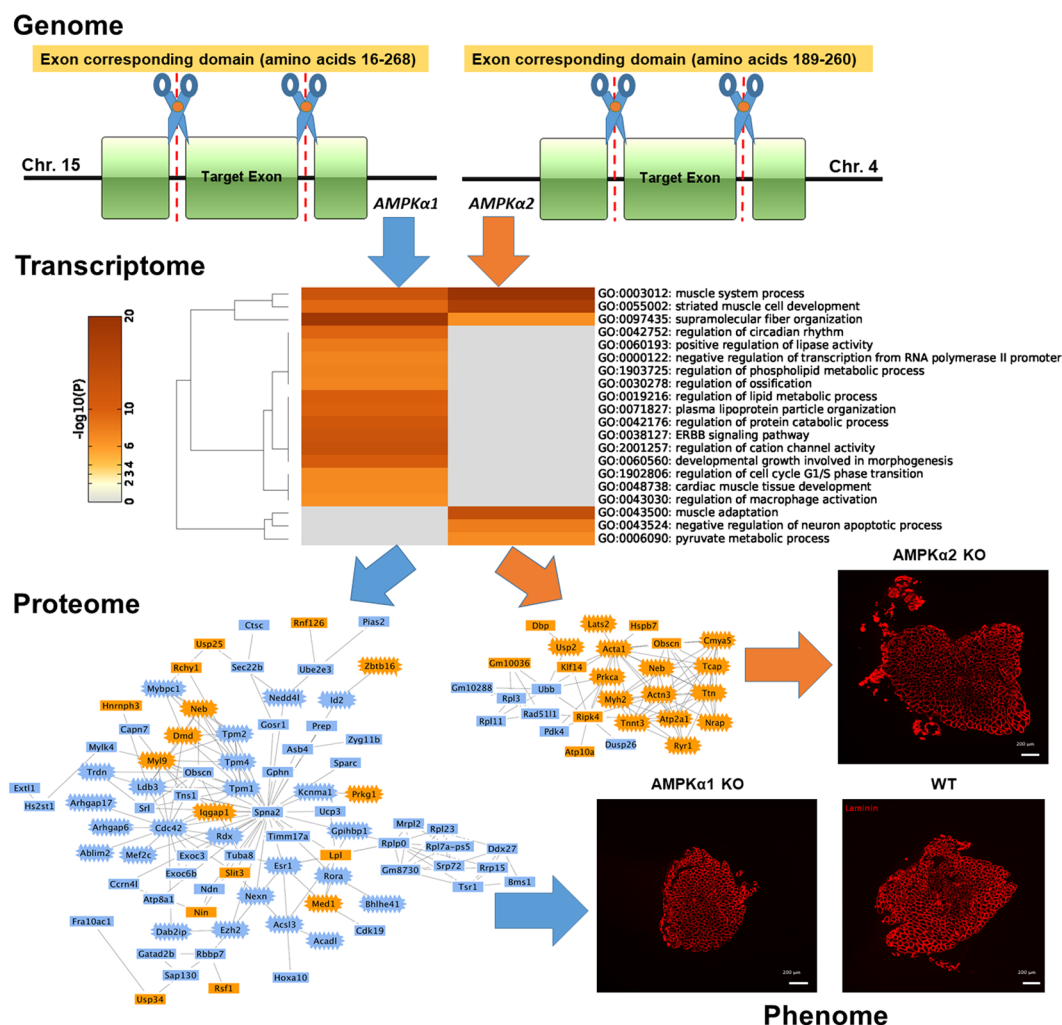 Genome
Exon corresponding domain (amino acids 16-268)
Exon corresponding domain (amino acids 189-260)
Chr. 15
Target Exon
Target Exon
Chr. 4
AMPKα1
AMPKα2
Transcriptome
-log10(P)
20
10
6
4
3
2
0
GO:0003012: muscle system process
GO:0055002: striated muscle cell development
GO:0097435: supramolecular fiber organization
GO:0042752: regulation of circadian rhythm
GO:0060193: positive regulation of lipase activity
GO:0000122: negative regulation of transcription from RNA polymerase II promoter
GO:1903725: regulation of phospholipid metabolic process
GO:0030278: regulation of ossification
GO:0019216: regulation of lipid metabolic process
GO:0071827: plasma lipoprotein particle organization
GO:0042176: regulation of protein catabolic process
GO:0038127: ERBB signaling pathway
GO:2001257: regulation of cation channel activity
GO:0060560: developmental growth involved in morphogenesis
GO:1902806: regulation of cell cycle G1/S phase transition
GO:0048738: cardiac muscle tissue development
GO:0043030: regulation of macrophage activation
GO:0043500: muscle adaptation
GO:0043524: negative regulation of neuron apoptotic process
GO:0006090: pyruvate metabolic process
Proteome
Ctsc
Rnf126
Pias2
Usp25
Rchy1
Sec22b
Ube2e3
Zbtb16
Mybpc1
Nedd4l
Id2
Hnrnph3
Neb
Capn7
Dmd
Tpm2
Gosr1
Prep
Zyg11b
Mylk4
Myl9
Tpm4
Asb4
Trdn
Obscn
Gphn
Sparc
Extl1
Ldb3
Tpm1
Kcnma1
Prkg1
Hs2st1
Srl
Tns1
Arhgap17
Iqgap1
Spna2
Ucp3
Arhgap6
Cdc42
Rdx
Timm17a
Gpihbp1
Mrpl2
Rpl23
Ablim2
Mef2c
Exoc3
Tuba8
Lpl
Rplp0
Rpl7a-ps5
Ddx27
Exoc6b
Slit3
Esr1
Rora
Gm8730
Srp72
Rrp15
Ccrn4l
Ndn
Nexn
Tsr1
Bms1
Atp8a1
Nin
Med1
Bhlhe41
Fra10ac1
Dab2ip
Ezh2
Acsl3
Acadl
Cdk19
Gatad2b
Rbbp7
Sap130
Hoxa10
Usp34
Rsf1
Dbp
Lats2
Hspb7
Usp2
Acta1
Obscn
Cmya5
Gm10036
Klf14
Neb
Tcap
Gm10288
Ubb
Prkca
Rpl3
Myh2
Actn3
Ttn
Rpl11
Rad51l1
Ripk4
Tnnt3
Atp2a1
Nrap
Pdk4
Atp10a
Dusp26
Ryr1
AMPKα2 KO
200 μm
AMPKα1 KO
200 μm
WT
Laminin
200 μm
Phenome